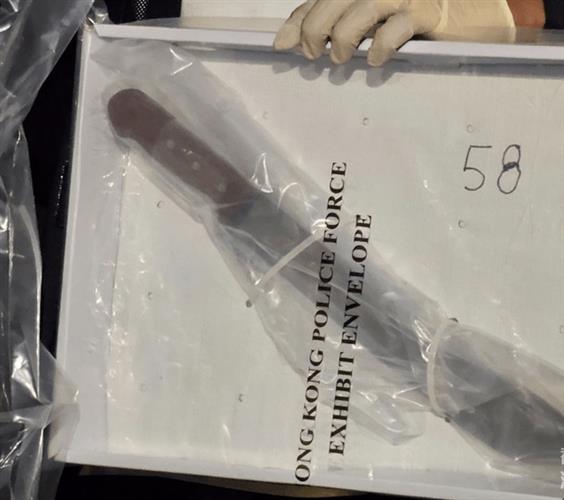 58
ONG KONG POLICE FORCE
EXHIBIT ENVELOPE